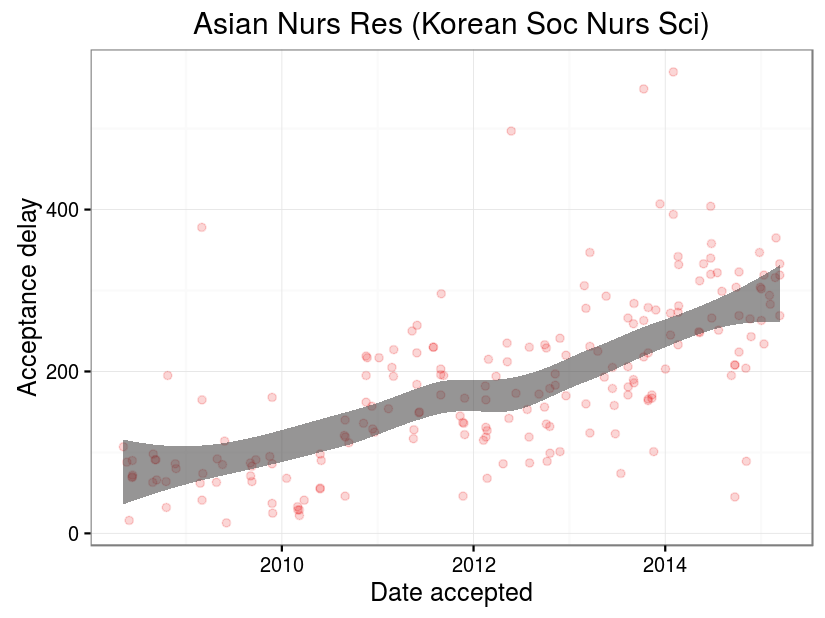 Asian Nurs Res (Korean Soc Nurs Sci)
Acceptance delay
400
200
0
2010 2012 2014
Date accepted